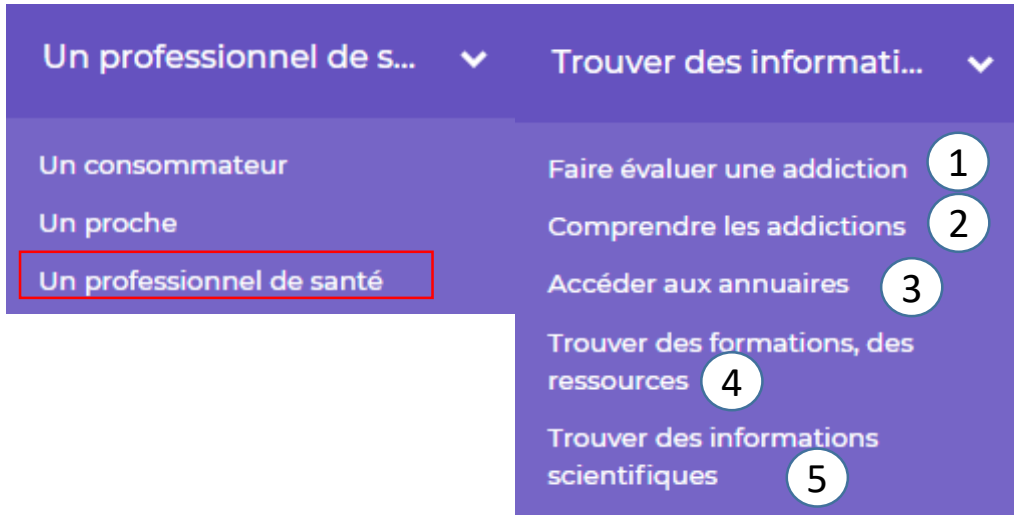 Un professionnel de s...
Un consommateur
Un proche
Un professionnel de santé
Trouver des informati...
Faire évaluer une addiction 1
Comprendre les addictions 2
Accéder aux annuaires 3
Trouver des formations, des
ressources 4
Trouver des informations
scientifiques 5